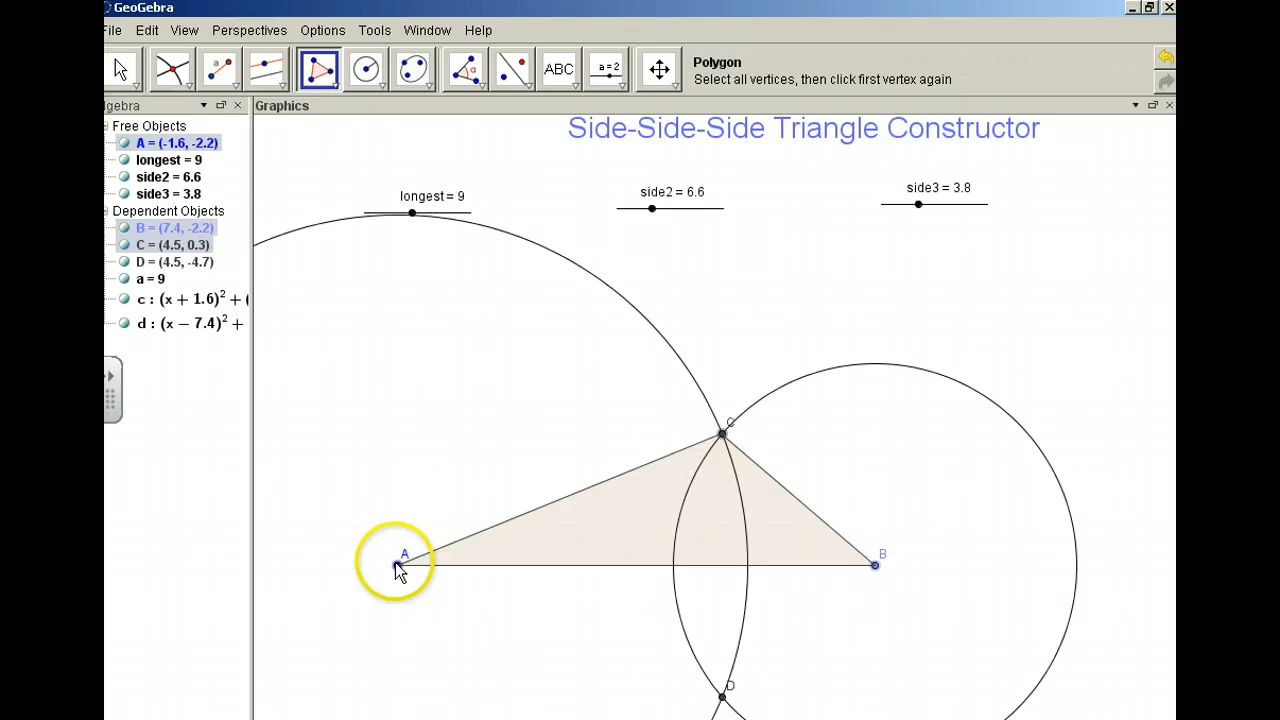 GeoGebra
File Edit View Perspectives Options Tools Window Help
a
α
ABC
a = 2
Polygon
Select all vertices, then click first vertex again
lgebra
Graphics
Free Objects
A = (-1.6, -2.2)
longest = 9
side2 = 6.6
side3 = 3.8
Dependent Objects
B = (7.4, -2.2)
C = (4.5, 0.3)
D = (4.5, -4.7)
a = 9
c : (x + 1.6)² + (
d : (x − 7.4)² +
Side-Side-Side Triangle Constructor
longest = 9
side2 = 6.6
side3 = 3.8
C
A
B
D